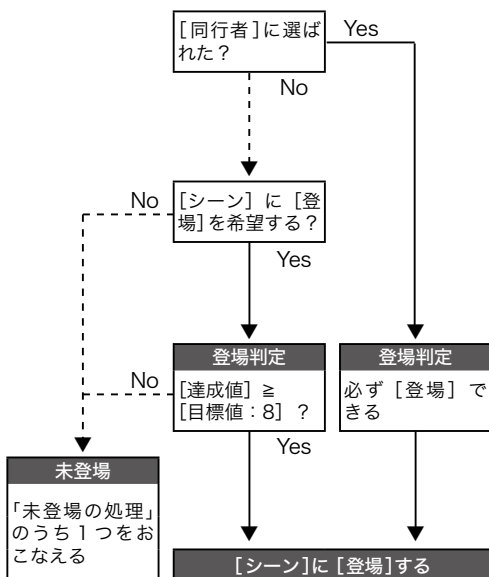 [同行者]に選ば
れた？
Yes
No
No
[シーン] に [登
場]を希望する？
Yes
登場判定
登場判定
No
[達成値] ≧
[目標値：8] ？
必ず [登場] で
きる
Yes
未登場
「未登場の処理」
のうち１つをお
こなえる
[シーン]に [登場]する